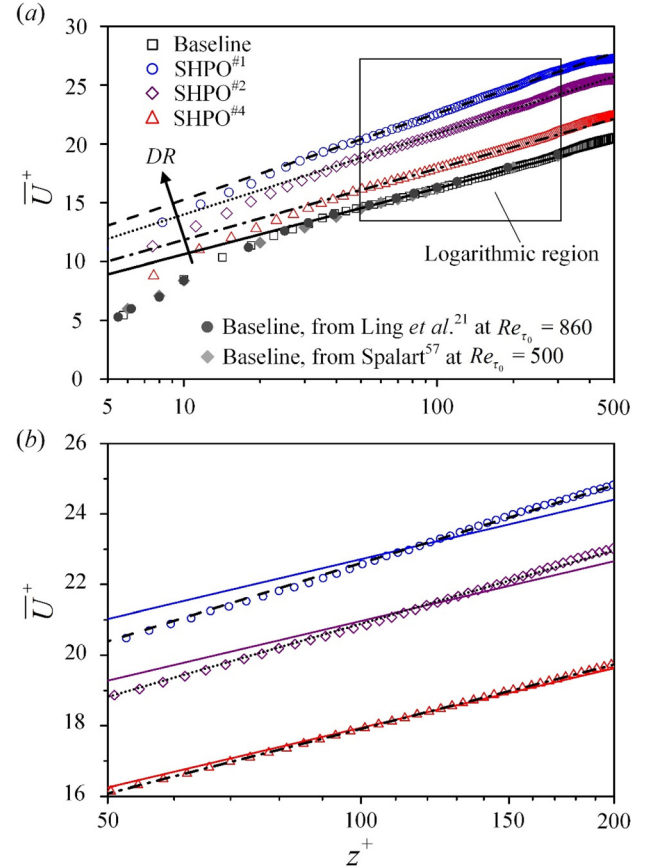 (a)
30
25
20
15
10
5
0
U̅⁺
Baseline
SHPO#1
SHPO#2
SHPO#4
DR
Logarithmic region
Baseline, from Ling et al.21 at Reτ0 = 860
Baseline, from Spalart57 at Reτ0 = 500
5 10 100 500
(b)
26
24
22
20
18
16
U̅⁺
50 100 150 200
z⁺